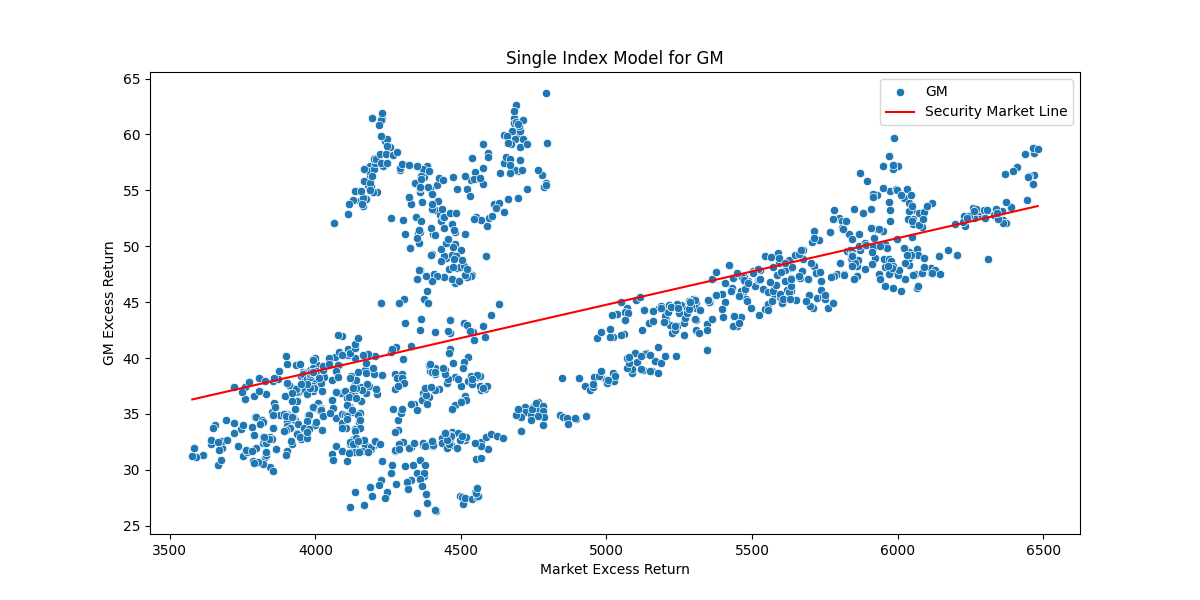 Single Index Model for GM
GM
Security Market Line
65
60
55
50
45
40
35
30
25
GM Excess Return
3500 4000 4500 5000 5500 6000 6500
Market Excess Return